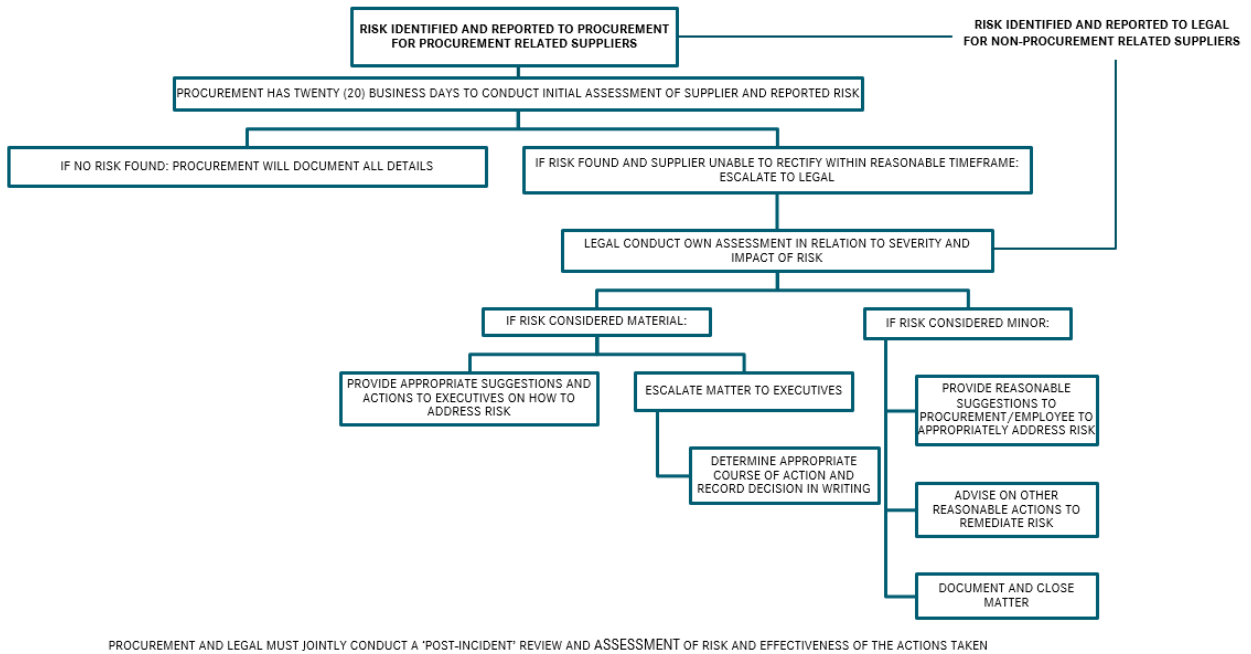 RISK IDENTIFIED AND REPORTED TO PROCUREMENT
FOR PROCUREMENT RELATED SUPPLIERS
RISK IDENTIFIED AND REPORTED TO LEGAL
FOR NON-PROCUREMENT RELATED SUPPLIERS
PROCUREMENT HAS TWENTY (20) BUSINESS DAYS TO CONDUCT INITIAL ASSESSMENT OF SUPPLIER AND REPORTED RISK
IF NO RISK FOUND: PROCUREMENT WILL DOCUMENT ALL DETAILS
IF RISK FOUND AND SUPPLIER UNABLE TO RECTIFY WITHIN REASONABLE TIMEFRAME:
ESCALATE TO LEGAL
LEGAL CONDUCT OWN ASSESSMENT IN RELATION TO SEVERITY AND
IMPACT OF RISK
IF RISK CONSIDERED MATERIAL:
IF RISK CONSIDERED MINOR:
PROVIDE APPROPRIATE SUGGESTIONS AND
ACTIONS TO EXECUTIVES ON HOW TO
ADDRESS RISK
ESCALATE MATTER TO EXECUTIVES
PROVIDE REASONABLE
SUGGESTIONS TO
PROCUREMENT/EMPLOYEE TO
APPROPRIATELY ADDRESS RISK
DETERMINE APPROPRIATE
COURSE OF ACTION AND
RECORD DECISION IN WRITING
ADVISE ON OTHER
REASONABLE ACTIONS TO
REMEDIATE RISK
DOCUMENT AND CLOSE
MATTER
PROCUREMENT AND LEGAL MUST JOINTLY CONDUCT A 'POST-INCIDENT' REVIEW AND ASSESSMENT OF RISK AND EFFECTIVENESS OF THE ACTIONS TAKEN